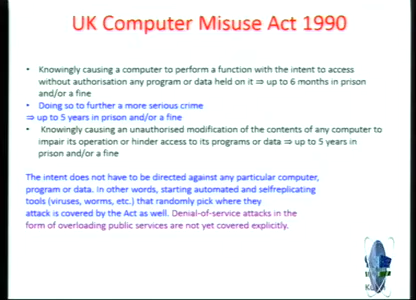 UK Computer Misuse Act 1990
• Knowingly causing a computer to perform a function with the intent to access
without authorisation any program or data held on it ⇒ up to 6 months in prison
and/or a fine
• Doing so to further a more serious crime
⇒ up to 5 years in prison and/or a fine
• Knowingly causing an unauthorised modification of the contents of any computer to
impair its operation or hinder access to its programs or data ⇒ up to 5 years in
prison and/or a fine
The intent does not have to be directed against any particular computer,
program or data. In other words, starting automated and selfreplicating
tools (viruses, worms, etc.) that randomly pick where they
attack is covered by the Act as well. Denial-of-service attacks in the
form of overloading public services are not yet covered explicitly.